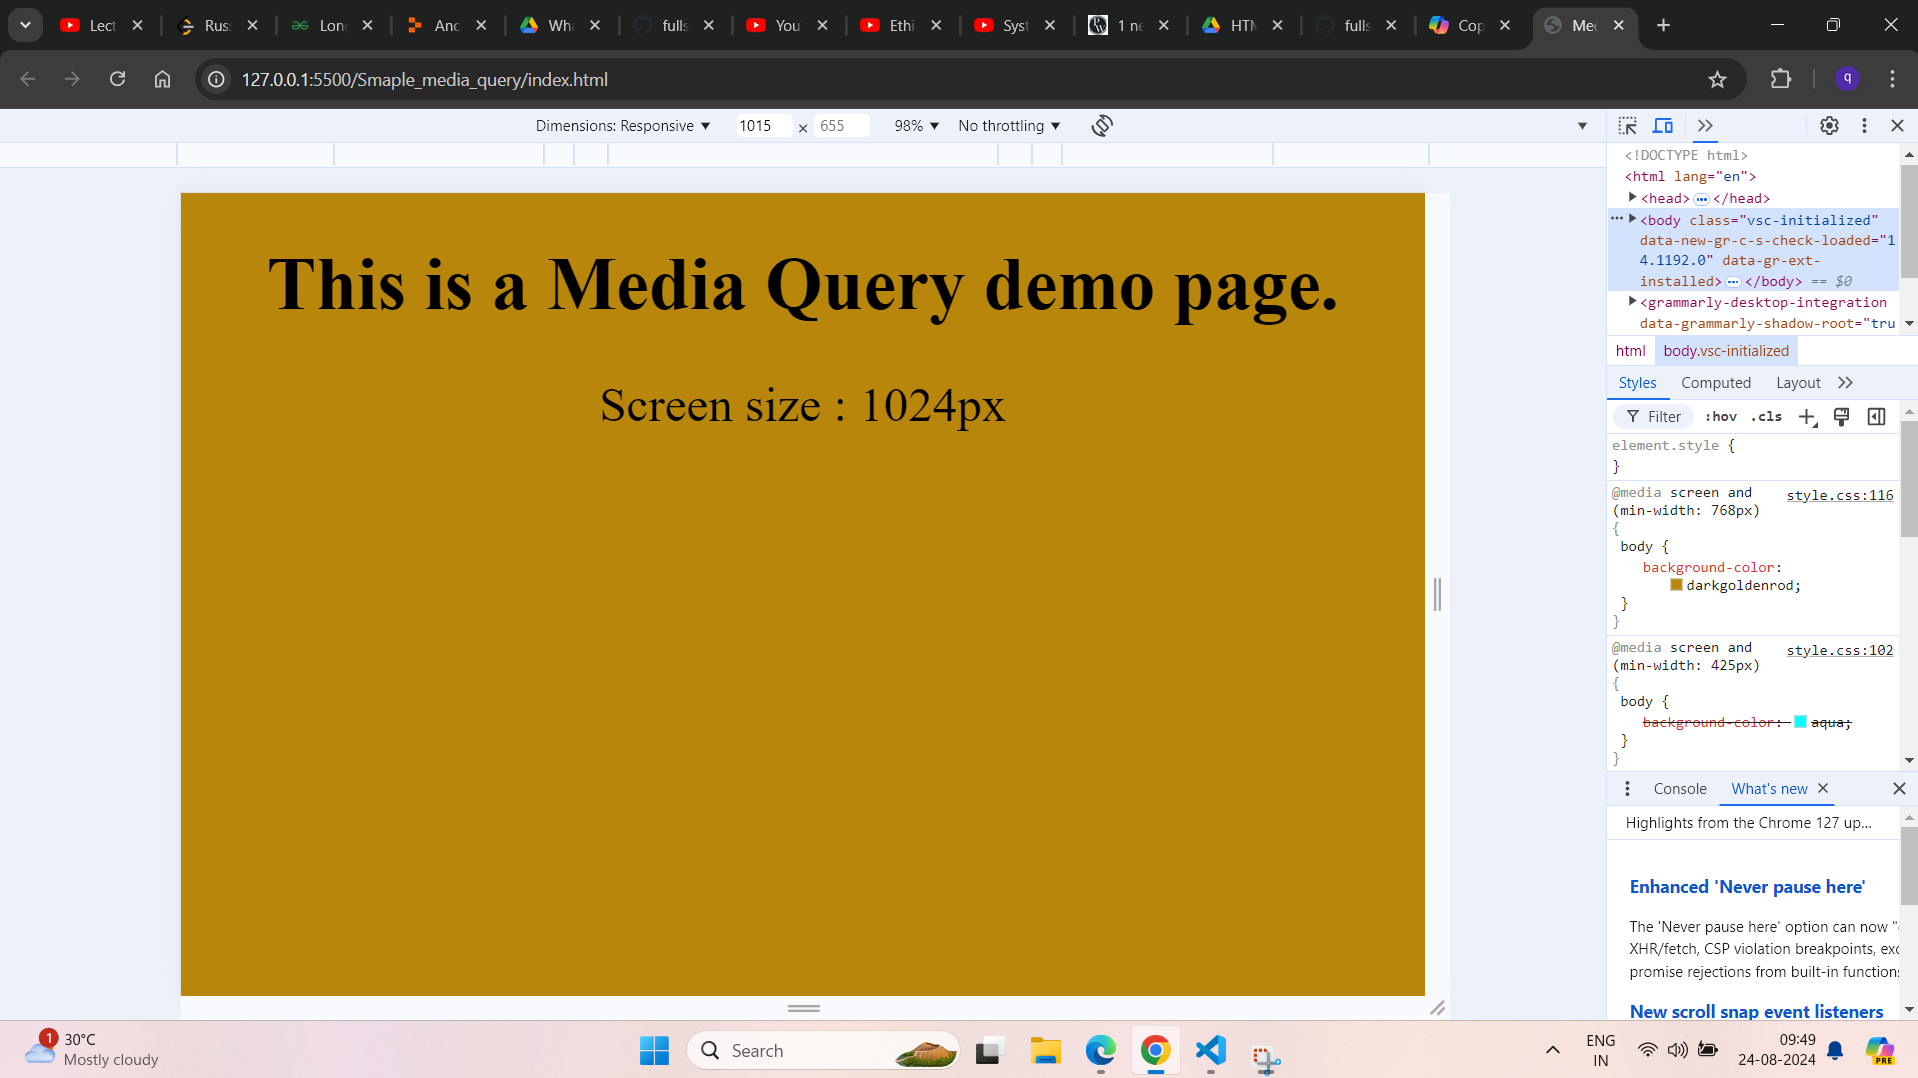 Lect
Rus
Lon
Anc
Wha
fulls
You
Ethi
Syst
1 ne
HTM
fulls
Cop
Med
127.0.0.1:5500/Smaple_media_query/index.html
q
Dimensions: Responsive
1015 × 655
98%
No throttling
This is a Media Query demo page.
Screen size : 1024px
<!DOCTYPE html>
<html lang="en">
<head> … </head>
<body class="vsc-initialized"
data-new-gr-c-s-check-loaded="1
4.1192.0" data-gr-ext-
installed> … </body> == $0
<grammarly-desktop-integration
data-grammarly-shadow-root="tru
html body.vsc-initialized
Styles Computed Layout
Filter :hov .cls
element.style {
}
@media screen and style.css:116
(min-width: 768px)
{
body {
background-color:
darkgoldenrod;
}
}
@media screen and style.css:102
(min-width: 425px)
{
body {
background-color: aqua;
}
}
Console What's new
Highlights from the Chrome 127 up...
Enhanced 'Never pause here'
The 'Never pause here' option can now "
XHR/fetch, CSP violation breakpoints, exc
promise rejections from built-in functions
New scroll snap event listeners
1
30°C
Mostly cloudy
Search
PRE
ENG
IN
09:49
24-08-2024